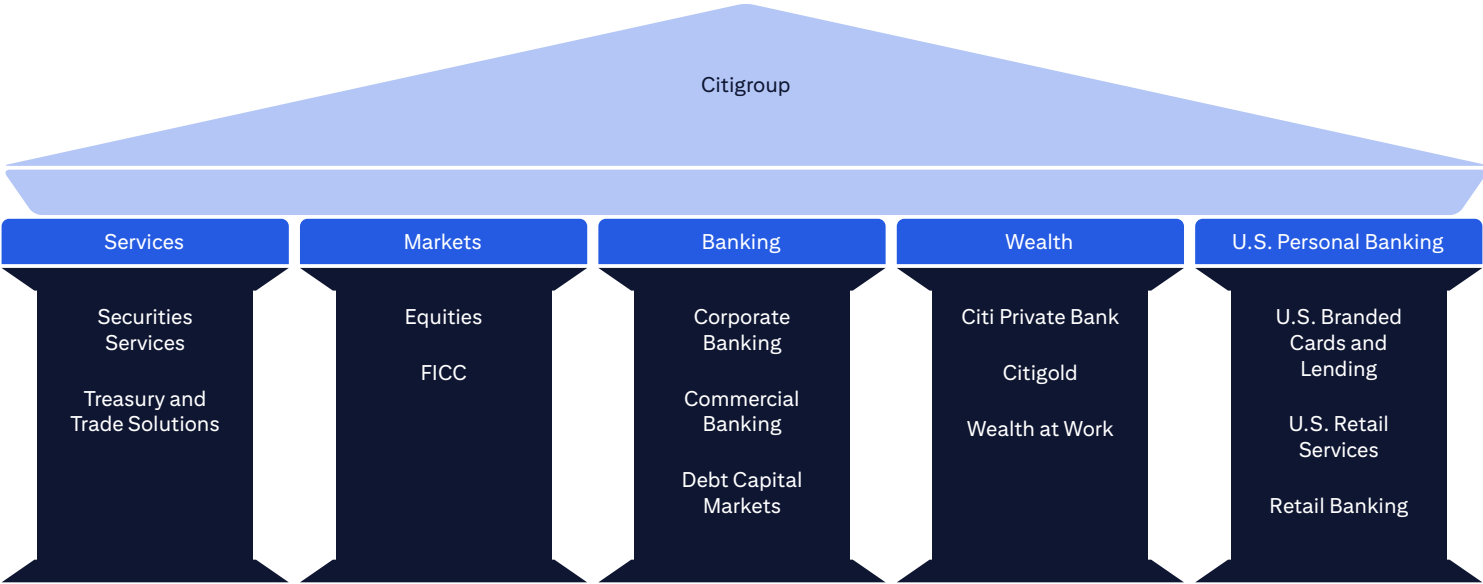 Citigroup
Services
Markets
Banking
Wealth
U.S. Personal Banking
Securities
Services
Treasury and
Trade Solutions
Equities
FICC
Corporate
Banking
Commercial
Banking
Debt Capital
Markets
Citi Private Bank
Citigold
Wealth at Work
U.S. Branded
Cards and
Lending
U.S. Retail
Services
Retail Banking